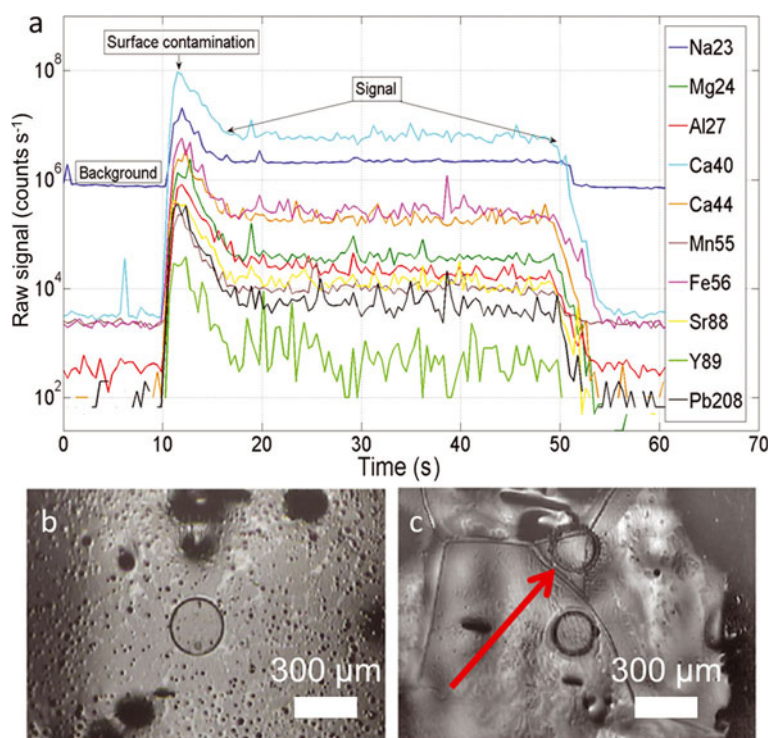 a
Surface contamination
Signal
Background
Raw signal (counts s⁻¹)
10⁸
10⁶
10⁴
10²
0
10
20
30
40
50
60
70
Time (s)
Na23
Mg24
Al27
Ca40
Ca44
Mn55
Fe56
Sr88
Y89
Pb208
b
300 µm
c
300 µm